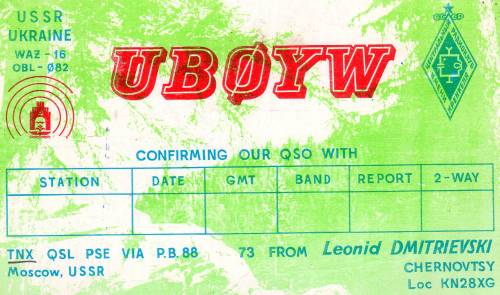 USSR
UKRAINE
WAZ - 16
OBL - Ø82
UBØYW
CCCP
CONFIRMING OUR QSO WITH
STATION DATE GMT BAND REPORT 2-WAY
TNX QSL PSE VIA P.B. 88 73 FROM Leonid DMITRIEVSKI
Moscow, USSR CHERNOVTSY
Loc KN28XG